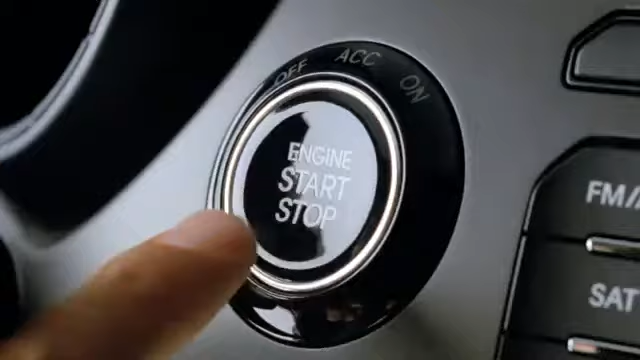 OFF ACC ON
ENGINE
START
STOP
FM/
SAT